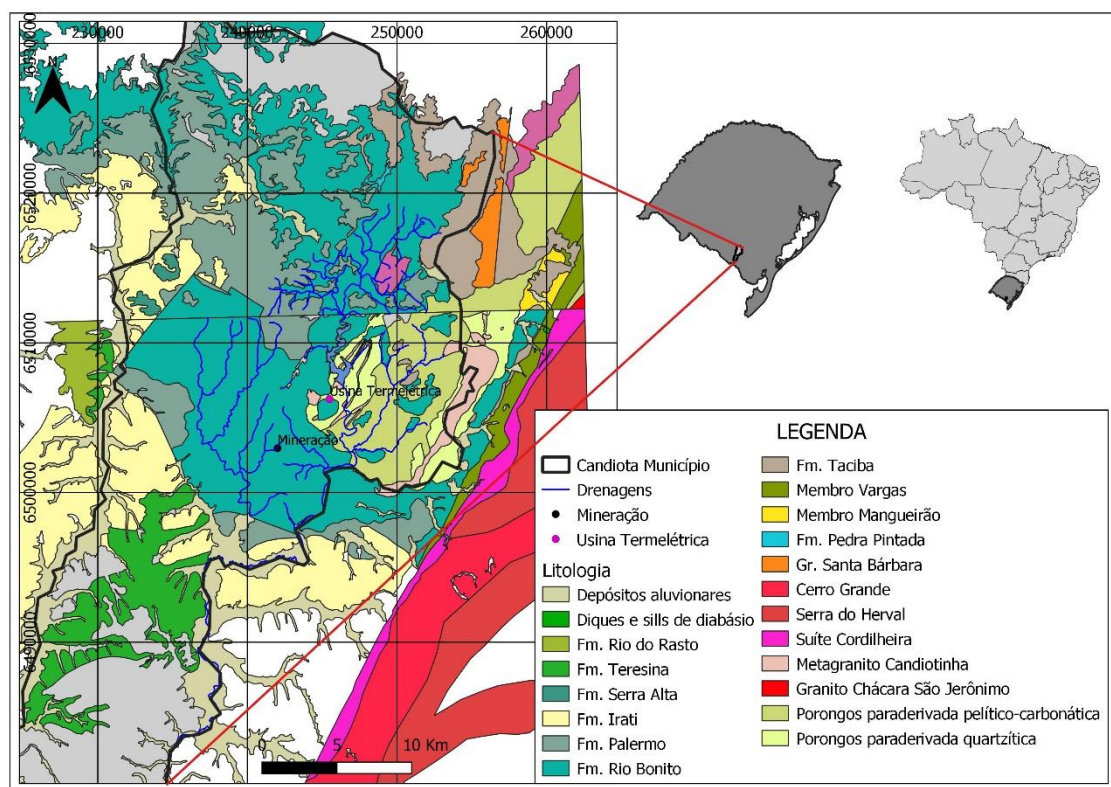 230000 240000 250000 260000
6530000
N
6520000
6510000
6500000
6490000
Usina Termelétrica
Mineração
0 5 10 Km
LEGENDA
Candiota Município
Drenagens
Mineração
Usina Termelétrica
Litologia
Depósitos aluvionares
Diques e sills de diabásio
Fm. Rio do Rasto
Fm. Teresina
Fm. Serra Alta
Fm. Irati
Fm. Palermo
Fm. Rio Bonito
Fm. Taciba
Membro Vargas
Membro Mangueirão
Fm. Pedra Pintada
Gr. Santa Bárbara
Cerro Grande
Serra do Herval
Suíte Cordilheira
Metagranito Candiotinha
Granito Chácara São Jerônimo
Porongos paraderivada pelítico-carbonática
Porongos paraderivada quartzítica